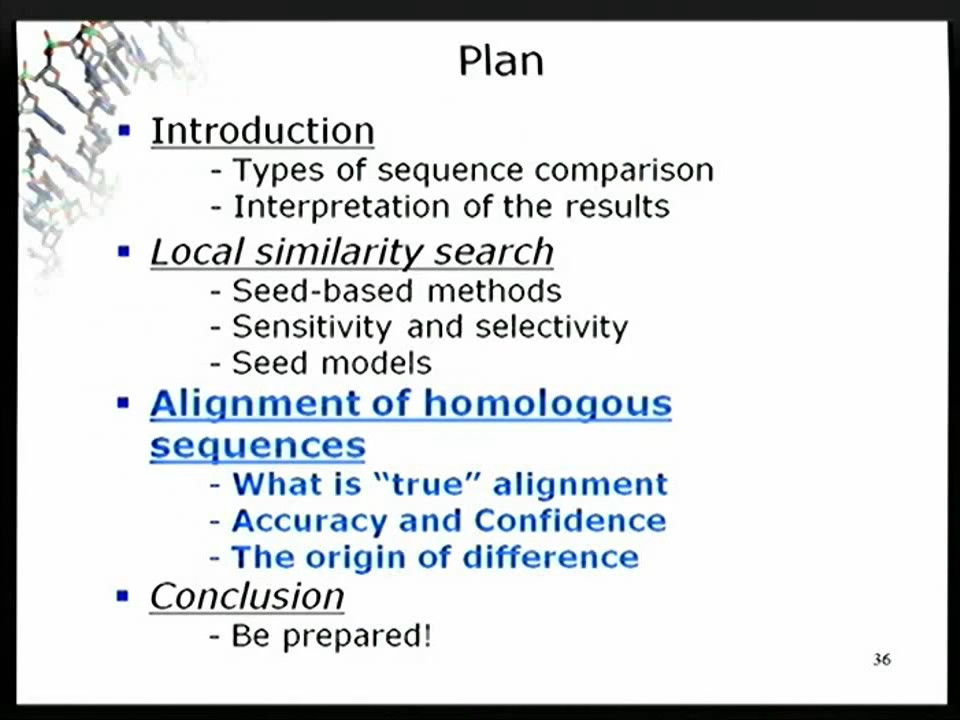 Plan
Introduction
- Types of sequence comparison
- Interpretation of the results
Local similarity search
- Seed-based methods
- Sensitivity and selectivity
- Seed models
Alignment of homologous
sequences
- What is “true” alignment
- Accuracy and Confidence
- The origin of difference
Conclusion
- Be prepared!
36